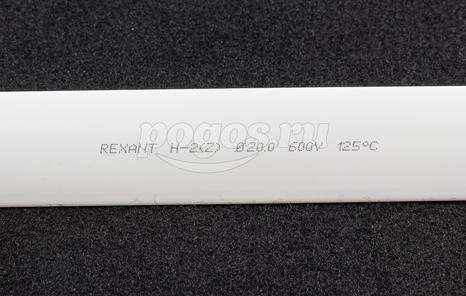 pogos.ru
REXANT H-2(Z) Ø20.0 600V 125°C